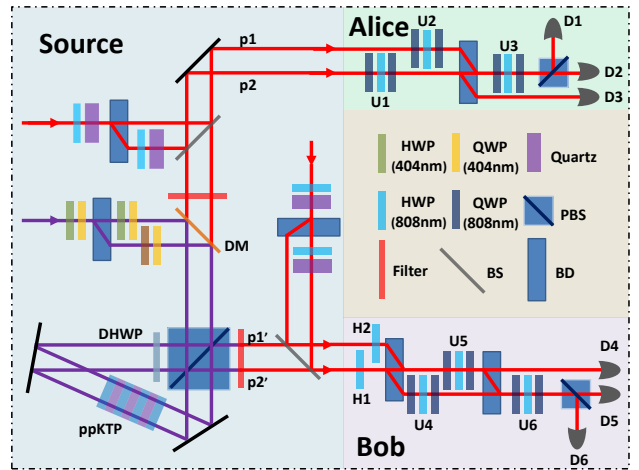 Source
p1
p2
DM
DHWP
ppKTP
p1'
p2'
Alice
U2
U1
U3
D1
D2
D3
HWP
(404nm)
QWP
(404nm)
Quartz
HWP
(808nm)
QWP
(808nm)
PBS
Filter
BS
BD
H2
H1
U5
U4
U6
D4
D5
D6
Bob